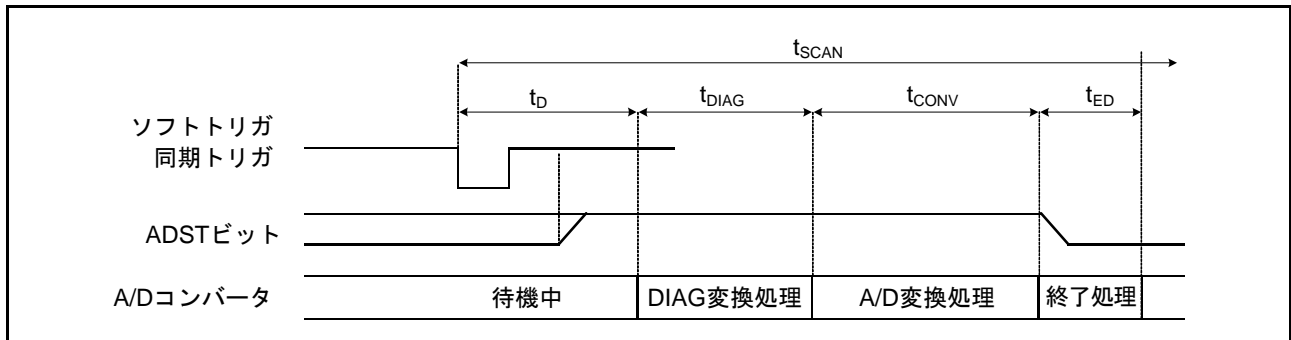 tSCAN
tD tDIAG tCONV tED
ソフトトリガ
同期トリガ
ADSTビット
A/Dコンバータ 待機中 DIAG変換処理 A/D変換処理 終了処理